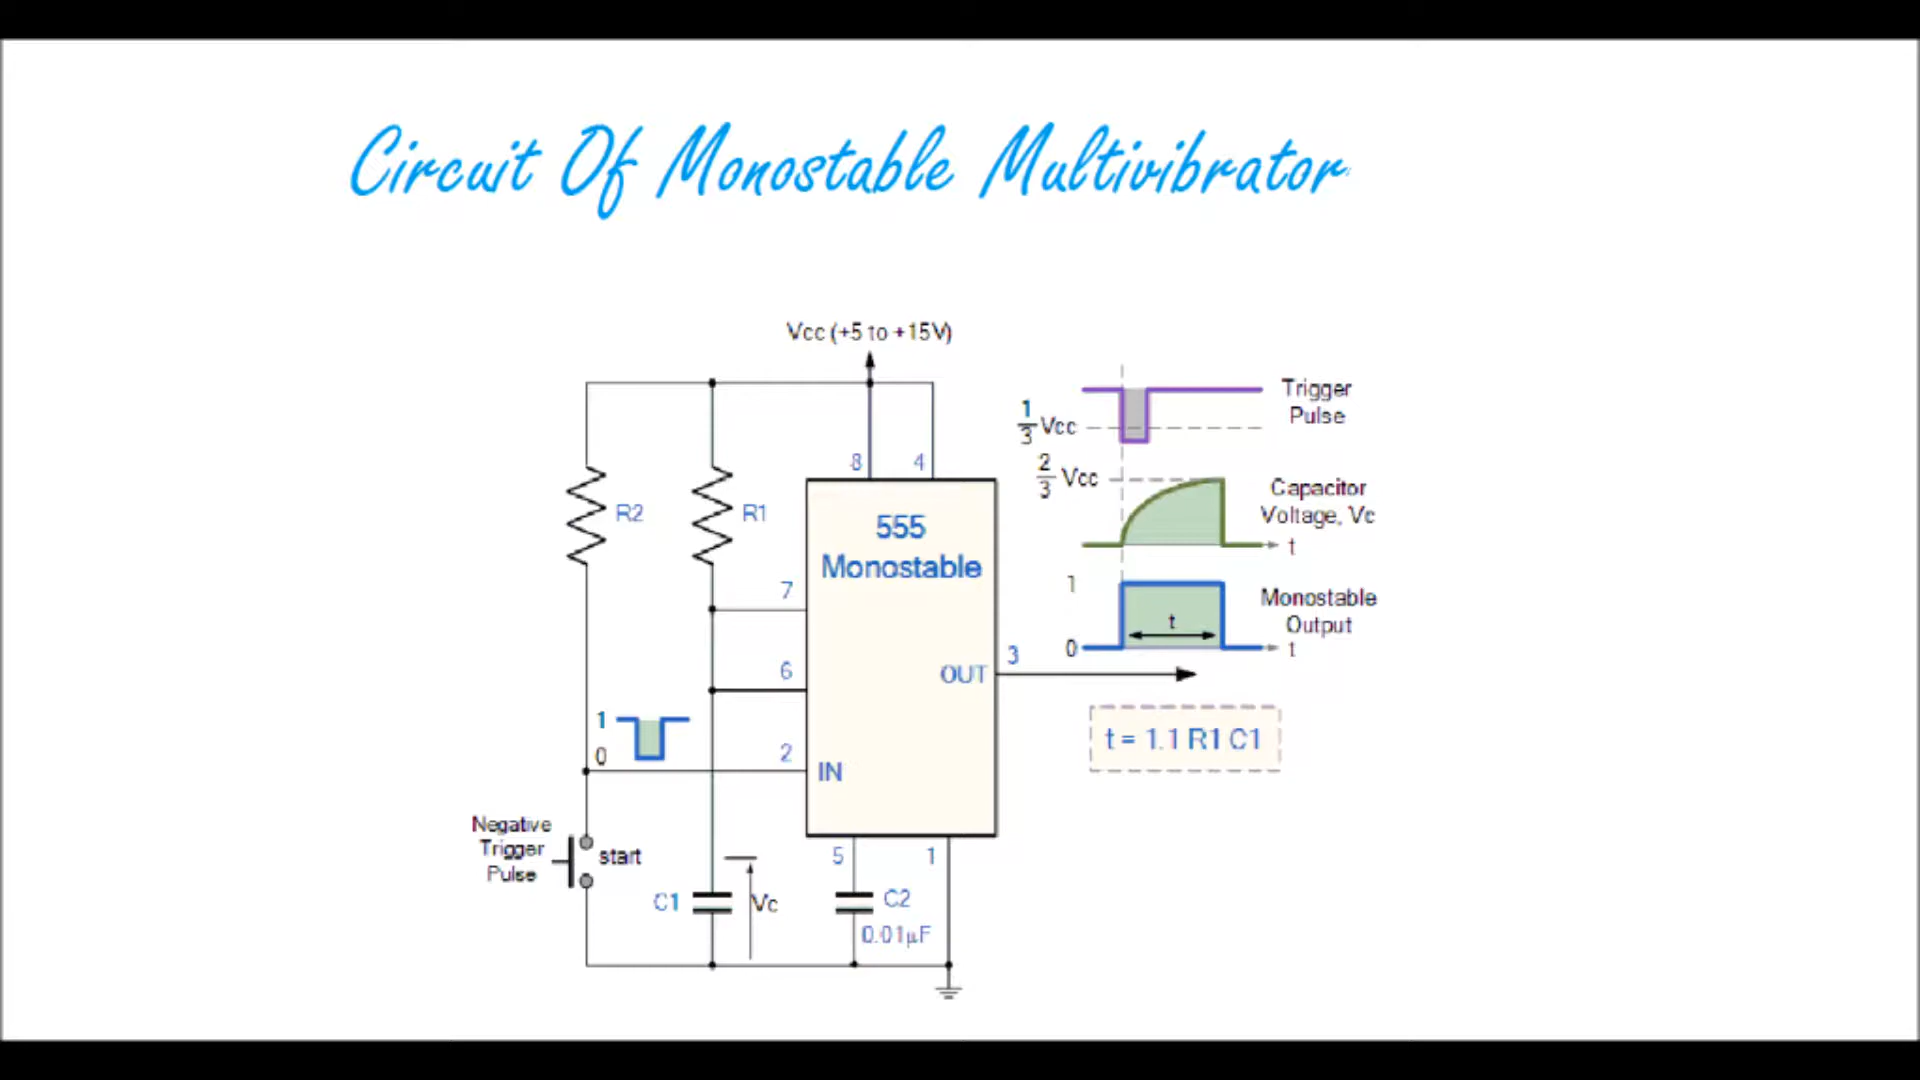 Circuit Of Monostable Multivibrator
Vcc (+5 to +15V)
8
4
R2
R1
555
Monostable
7
6
OUT
3
1
0
2
IN
Negative
Trigger
Pulse
start
5
1
C1
Vc
C2
0.01µF
1/3 Vcc
Trigger
Pulse
2/3 Vcc
Capacitor
Voltage, Vc
t
1
Monostable
Output
t
0
t
t = 1.1 R1 C1